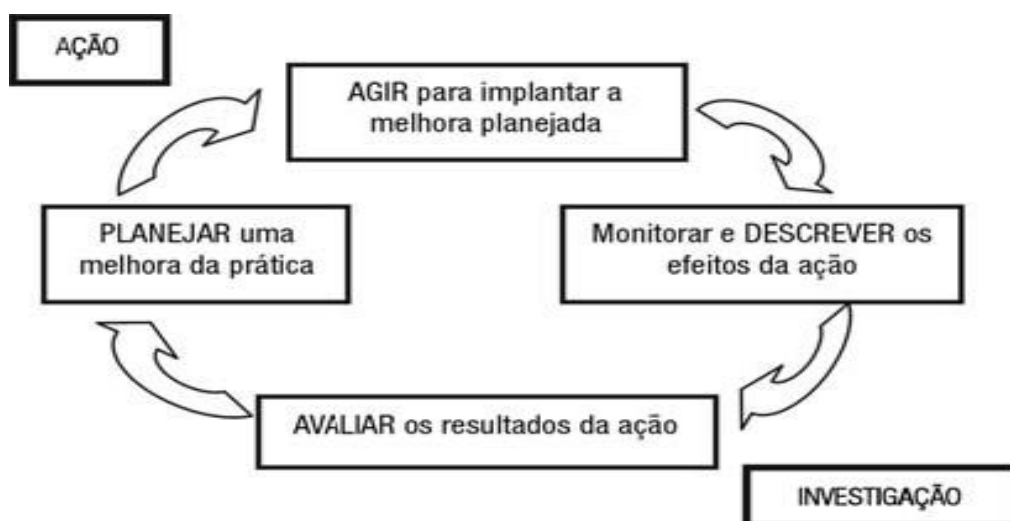 AÇÃO
AGIR para implantar a
melhora planejada
PLANEJAR uma
melhora da prática
Monitorar e DESCREVER os
efeitos da ação
AVALIAR os resultados da ação
INVESTIGAÇÃO